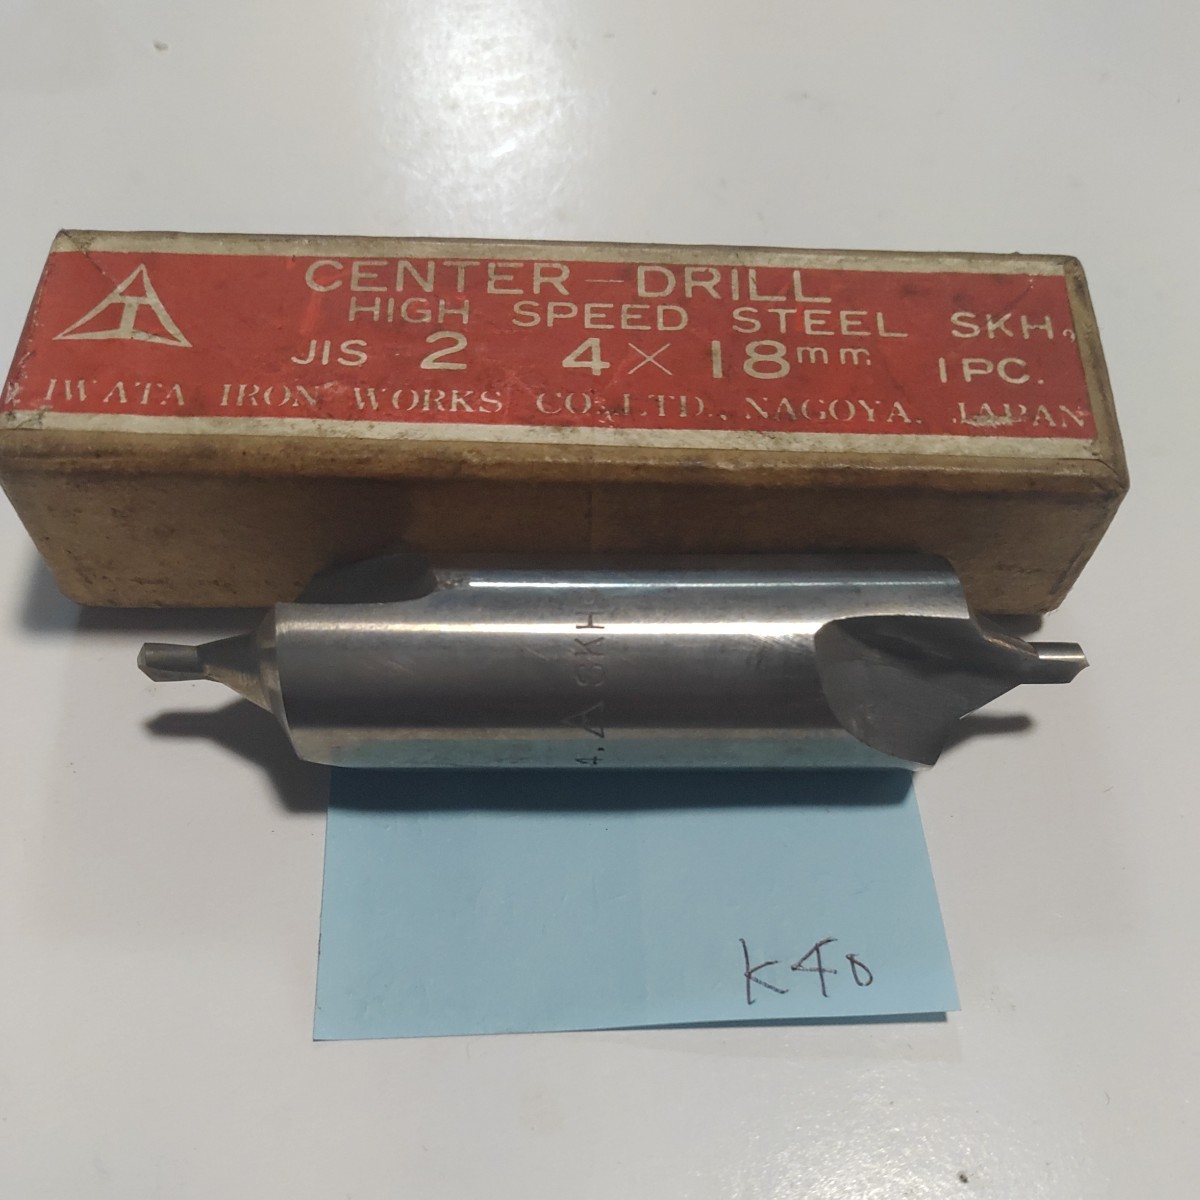 CENTER-DRILL
HIGH SPEED STEEL SKH
JIS 2 4×18mm 1PC.
IWATA IRON WORKS CO., LTD., NAGOYA, JAPAN
4. A SKH
K40